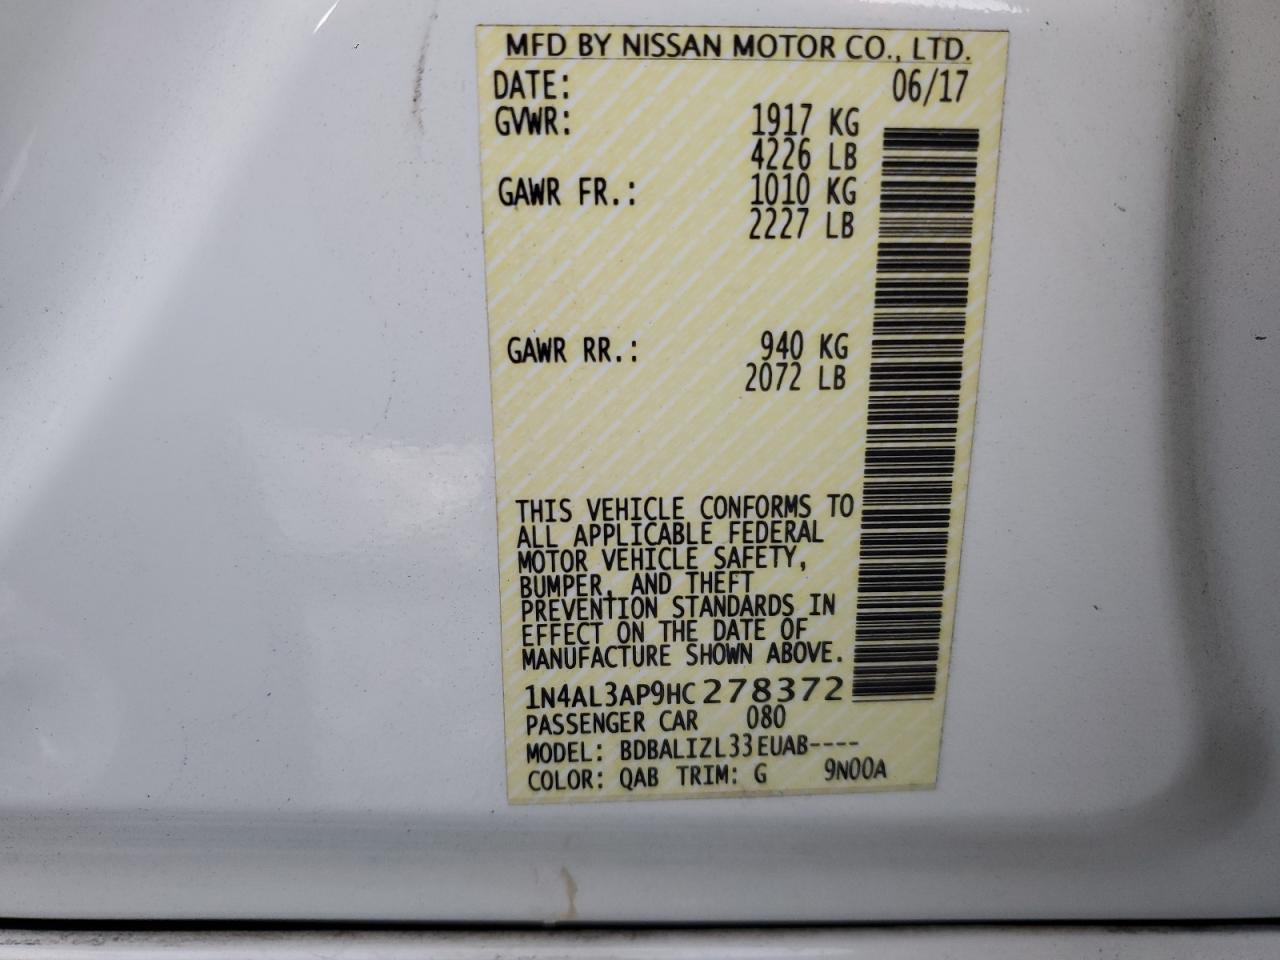 MFD BY NISSAN MOTOR CO., LTD.
DATE: 06/17
GVWR: 1917 KG
4226 LB
GAWR FR.: 1010 KG
2227 LB
GAWR RR.: 940 KG
2072 LB
THIS VEHICLE CONFORMS TO
ALL APPLICABLE FEDERAL
MOTOR VEHICLE SAFETY,
BUMPER, AND THEFT
PREVENTION STANDARDS IN
EFFECT ON THE DATE OF
MANUFACTURE SHOWN ABOVE.
1N4AL3AP9HC278372
PASSENGER CAR 080
MODEL: BDBALIZL33EUAB----
COLOR: QAB TRIM: G 9N00A